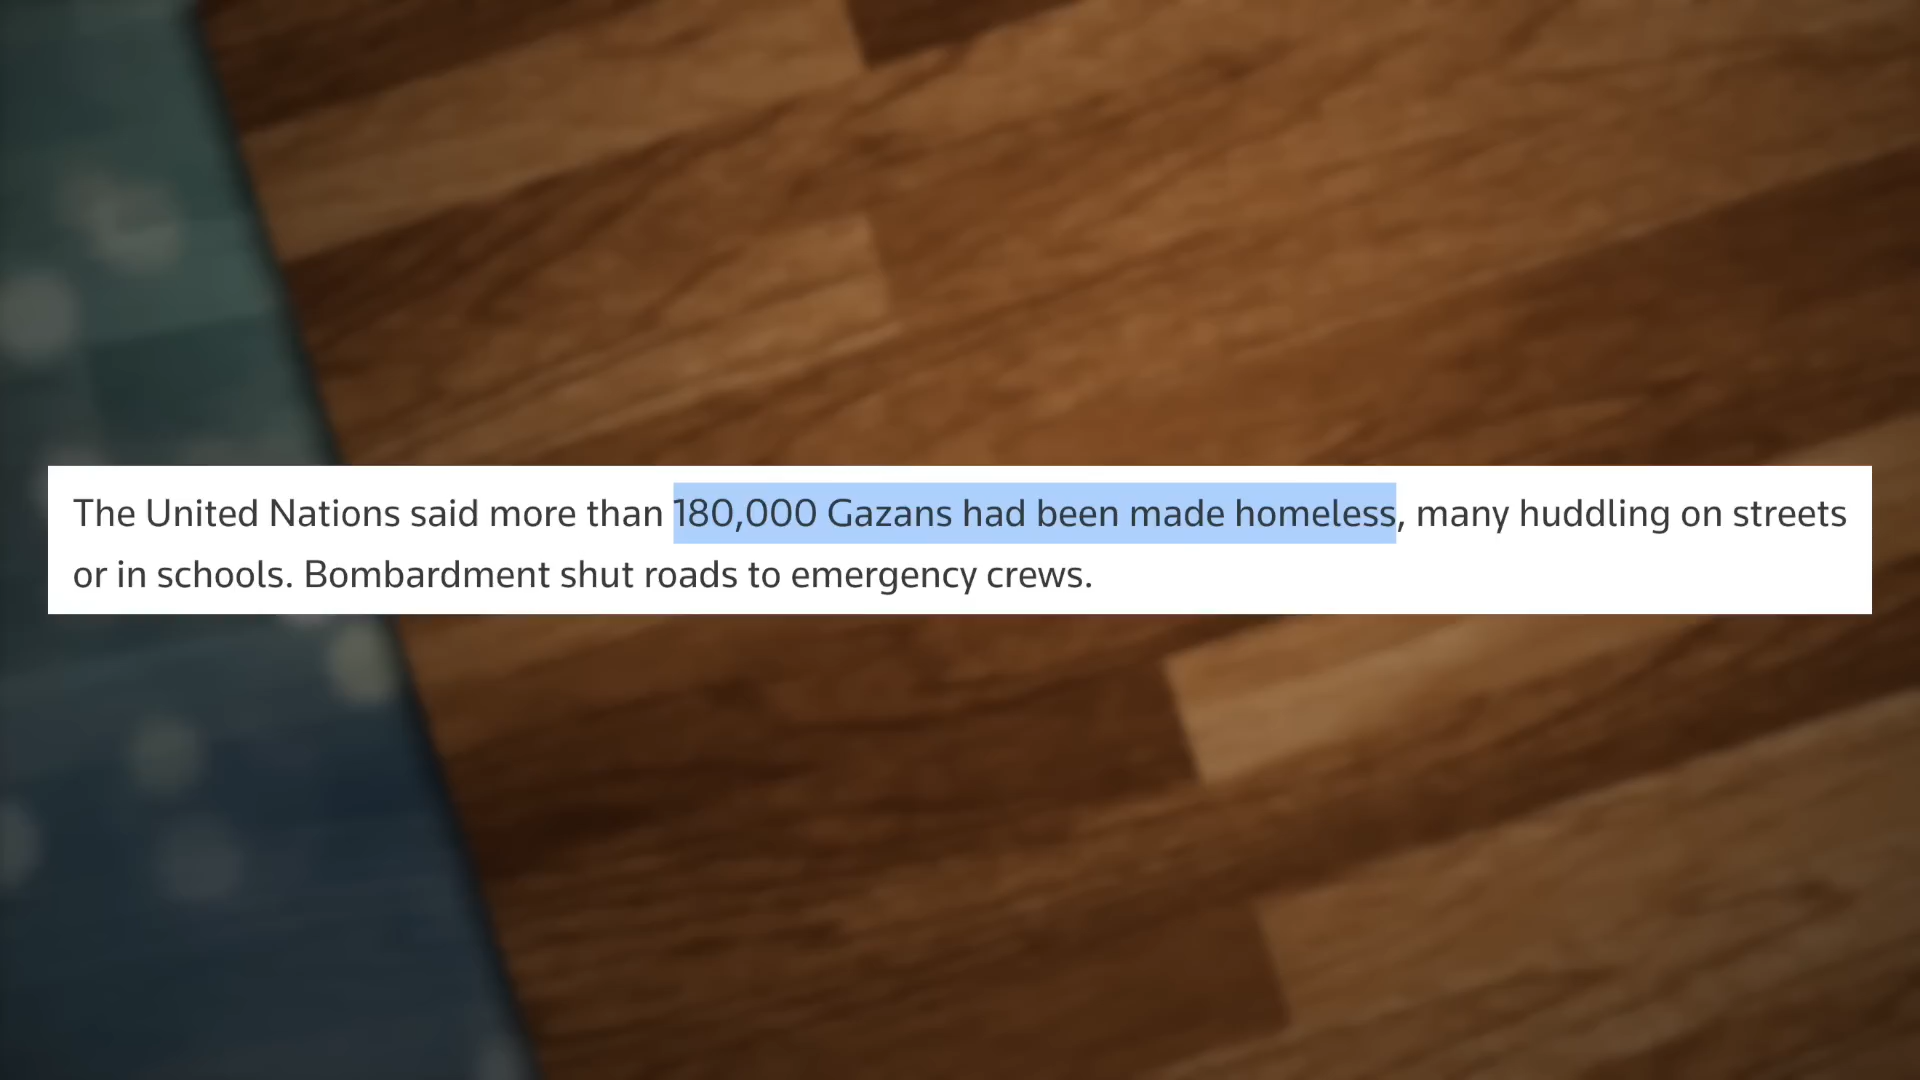 The United Nations said more than 180,000 Gazans had been made homeless, many huddling on streets
or in schools. Bombardment shut roads to emergency crews.